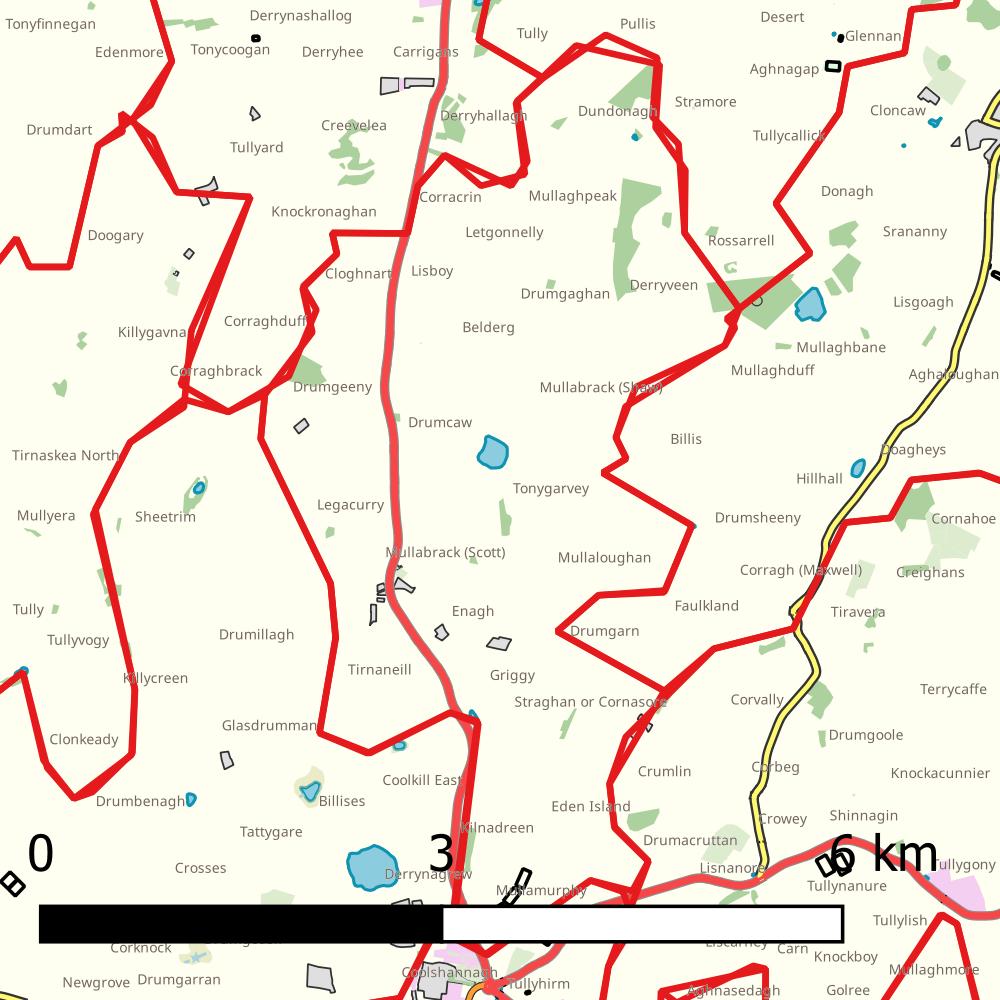 Derrynashallog
Desert
Tonyfinnegan
Pullis
Tully
Glennan
Edenmore
Tonycoogan
Derryhee
Carrigans
Aghnagap
Stramore
Cloncaw
Dundonagh
Derryhallagh
Creevelea
Drumdart
Tullycallick
Tullyard
Donagh
Mullaghpeak
Corracrin
Knockronaghan
Letgonnelly
Srananny
Doogary
Rossarrell
Cloghnart
Lisboy
Derryveen
Drumgaghan
Lisgoagh
Corraghduff
Belderg
Killygavna
Mullaghbane
Corraghbrack
Mullaghduff
Aghaloughan
Drumgeeny
Mullabrack (Shaw)
Drumcaw
Billis
Doagheys
Tirnaskea North
Hillhall
Tonygarvey
Legacurry
Mullyera
Sheetrim
Drumsheeny
Cornahoe
Mullabrack (Scott)
Mullaloughan
Corragh (Maxwell)
Creighans
Tully
Enagh
Faulkland
Tiravera
Drumillagh
Drumgarn
Tullyvogy
Tirnaneill
Griggy
Killycreen
Terrycaffe
Straghan or Cornasore
Corvally
Glasdrumman
Drumgoole
Clonkeady
Corbeg
Crumlin
Knockacunnier
Coolkill East
Drumbenagh
Billises
Eden Island
Shinnagin
Crowey
Kilnadreen
Tattygare
Drumacruttan
0 3 6 km
Crosses
Derrynagrew
Lisnanore
Tullygony
Mullamurphy
Tullynanure
Tullylish
Liscarney
Corknock
Carn
Knockboy
Coolshannagh
Mullaghmore
Newgrove
Drumgarran
Tullyhirm
Aghnasedagh
Golree